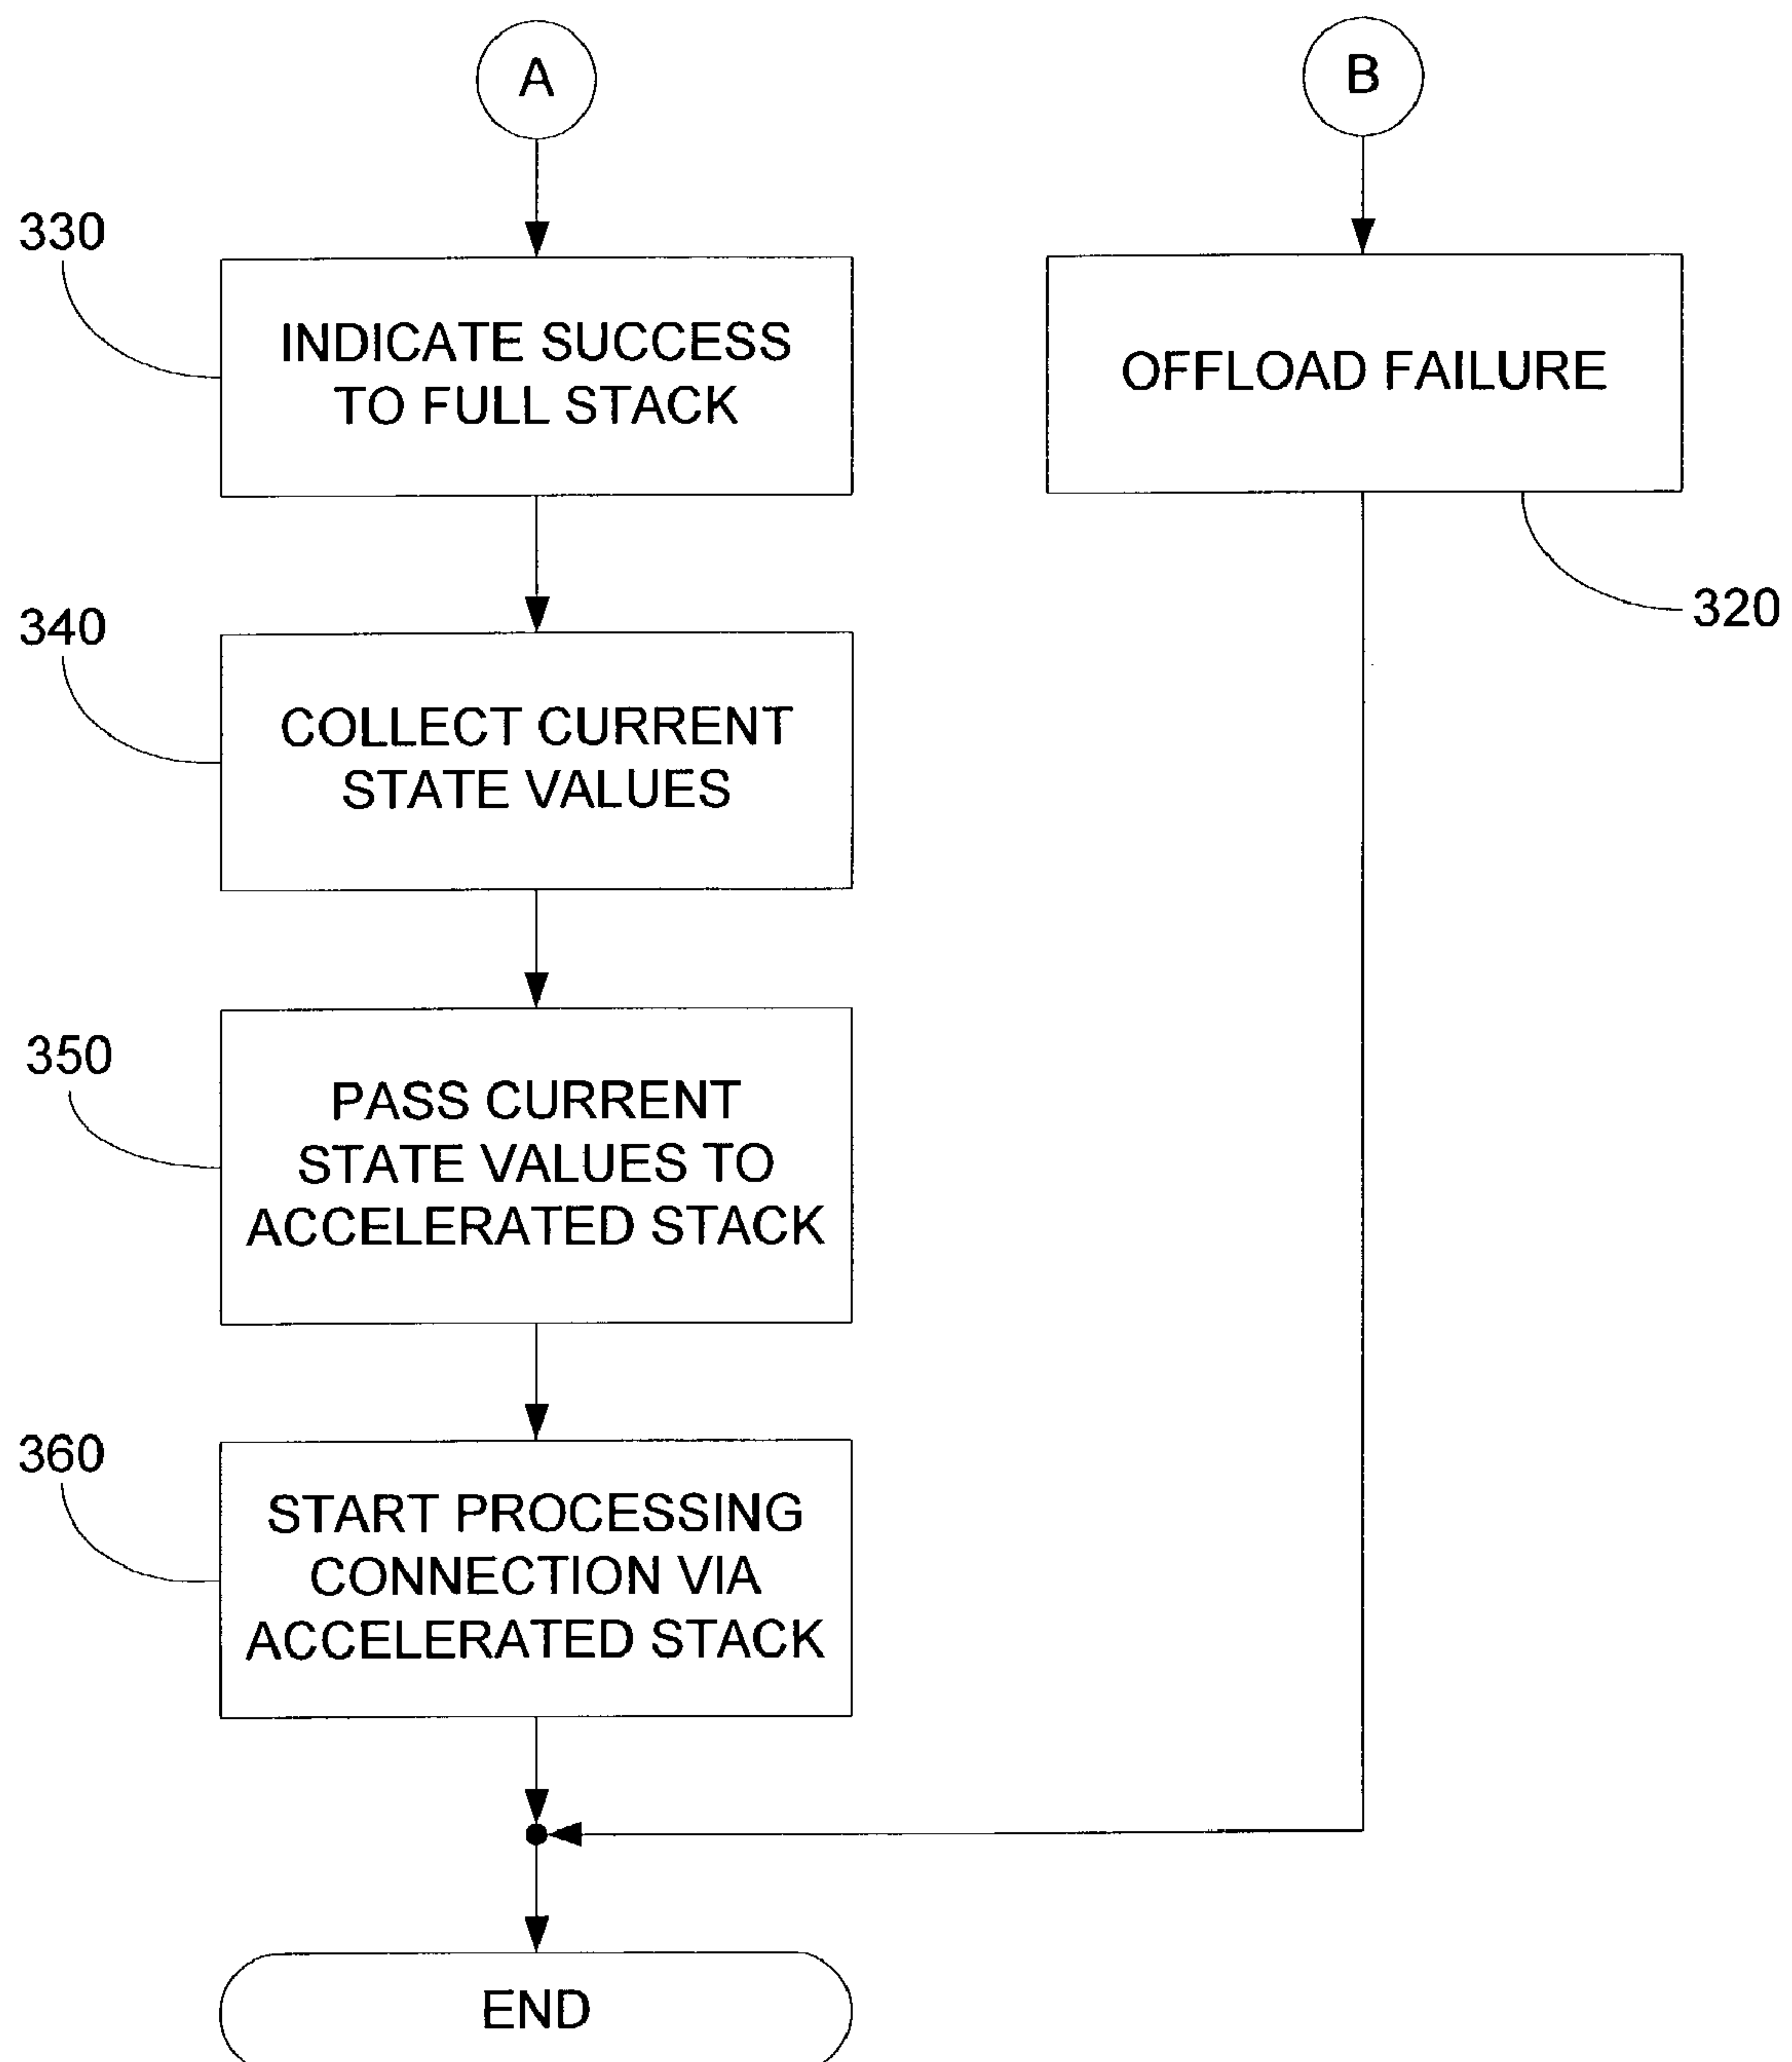 A
330
INDICATE SUCCESS
TO FULL STACK
340
COLLECT CURRENT
STATE VALUES
350
PASS CURRENT
STATE VALUES TO
ACCELERATED STACK
360
START PROCESSING
CONNECTION VIA
ACCELERATED STACK
END
B
OFFLOAD FAILURE
320